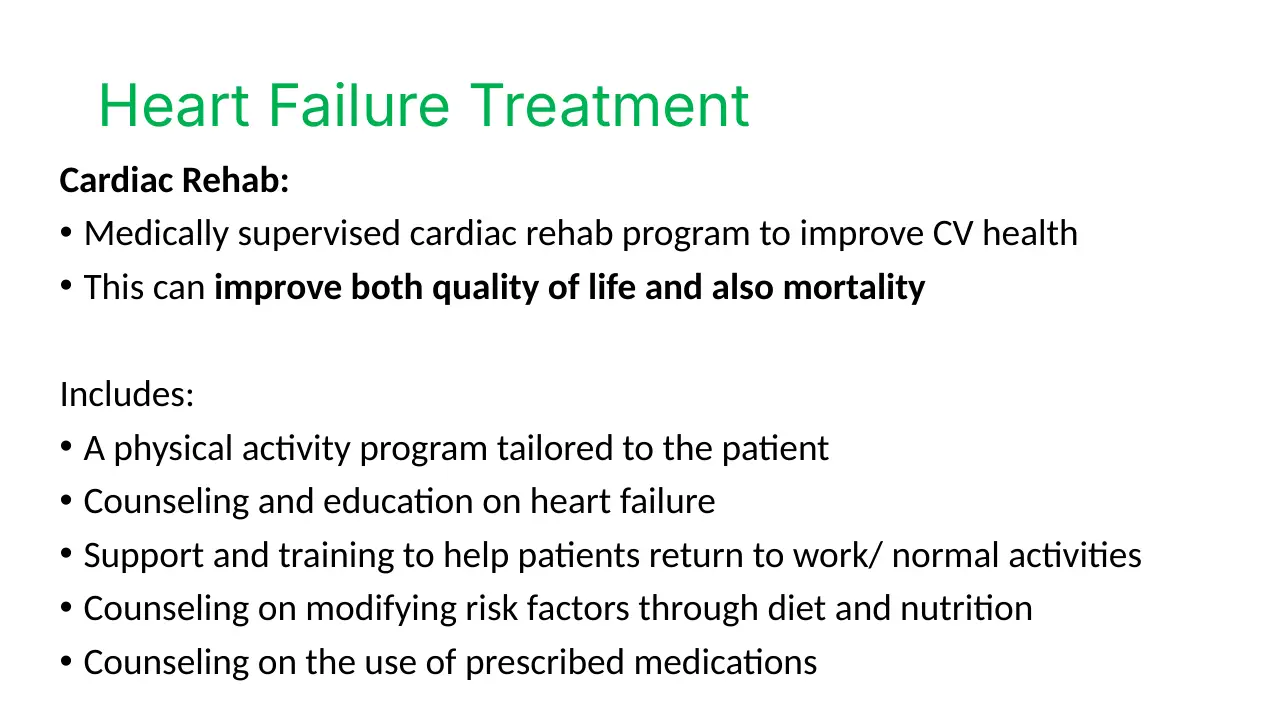 Heart Failure Treatment
Cardiac Rehab:
• Medically supervised cardiac rehab program to improve CV health
• This can improve both quality of life and also mortality
Includes:
• A physical activity program tailored to the patient
• Counseling and education on heart failure
• Support and training to help patients return to work/ normal activities
• Counseling on modifying risk factors through diet and nutrition
• Counseling on the use of prescribed medications